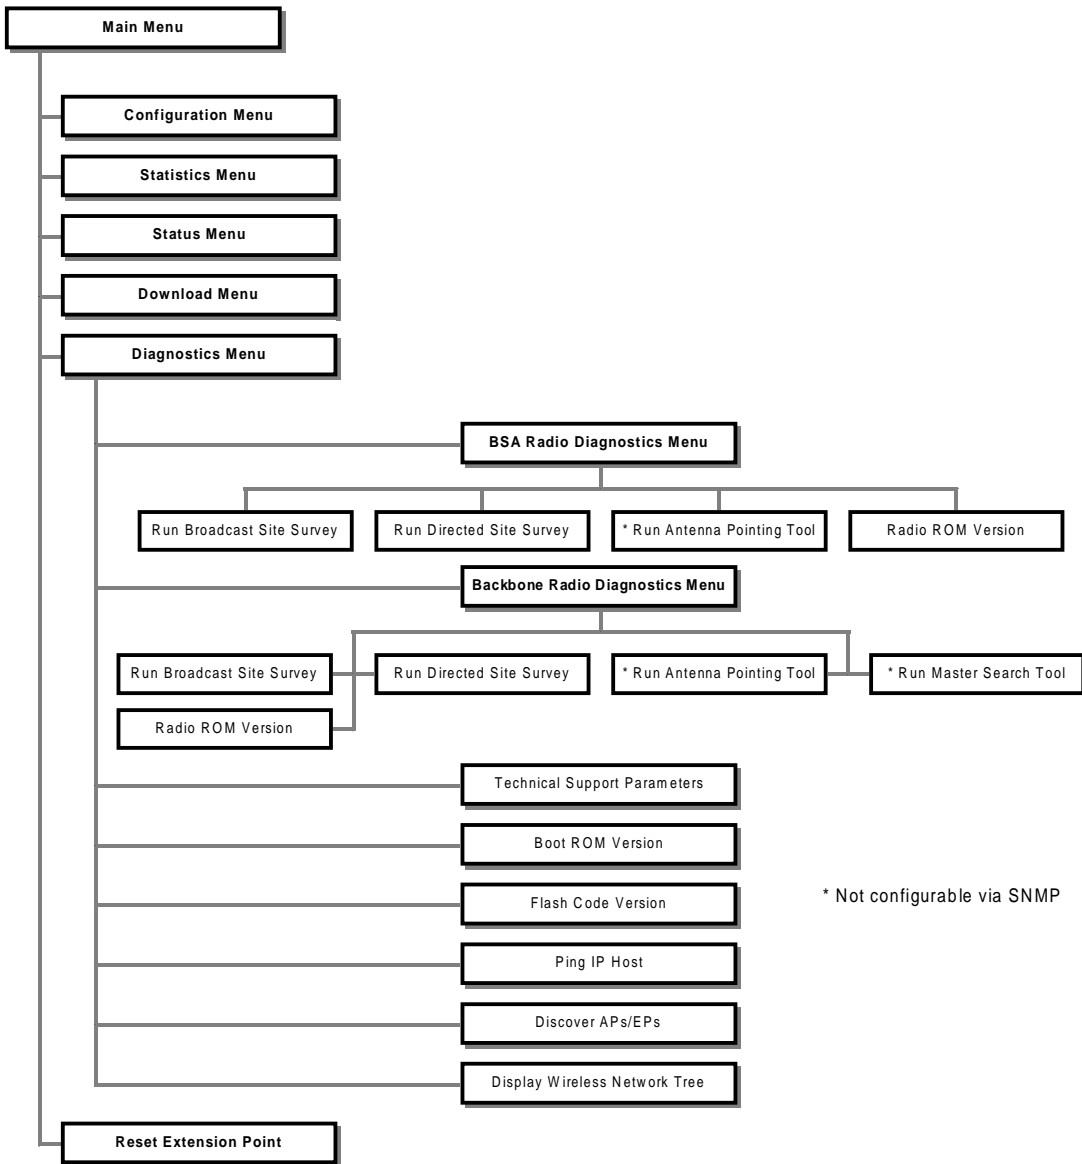 Main Menu
Configuration Menu
Statistics Menu
Status Menu
Download Menu
Diagnostics Menu
BSA Radio Diagnostics Menu
Run Broadcast Site Survey
Run Directed Site Survey
* Run Antenna Pointing Tool
Radio ROM Version
Backbone Radio Diagnostics Menu
Run Broadcast Site Survey
Run Directed Site Survey
* Run Antenna Pointing Tool
* Run Master Search Tool
Radio ROM Version
Technical Support Parameters
Boot ROM Version
Flash Code Version
* Not configurable via SNMP
Ping IP Host
Discover APs/EPs
Display Wireless Network Tree
Reset Extension Point